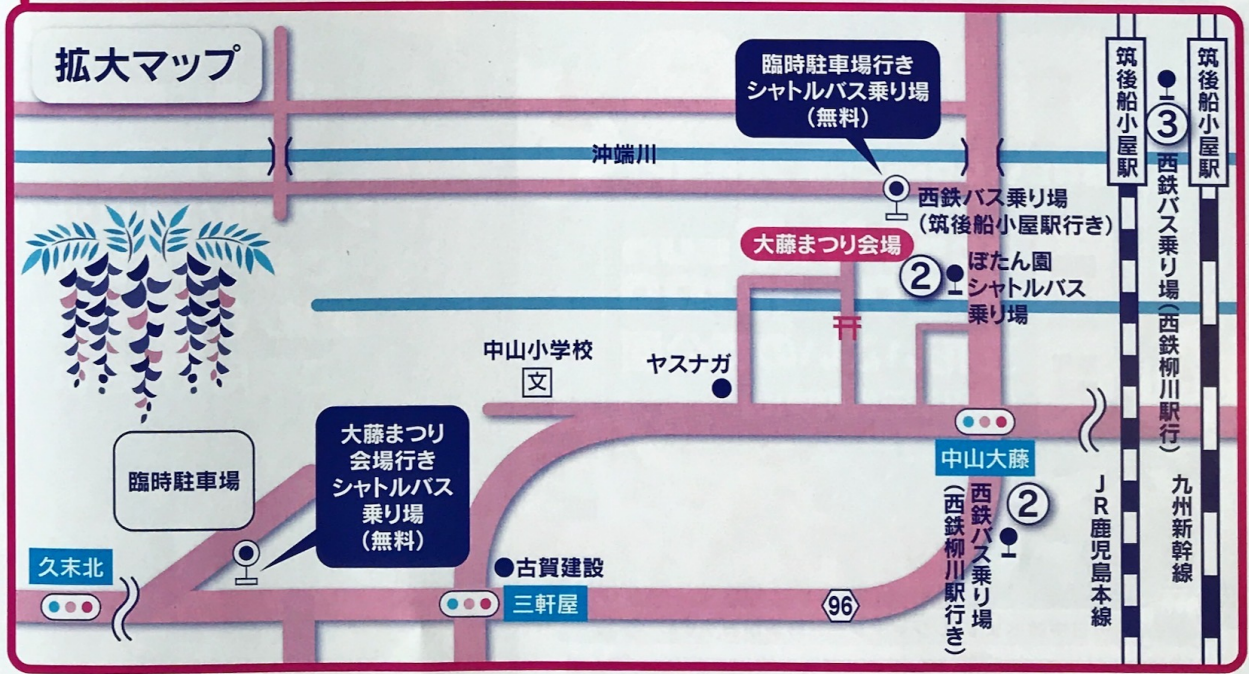 拡大マップ
臨時駐車場行き
シャトルバス乗り場
（無料）
筑後船小屋駅
③
西鉄バス乗り場（西鉄柳川駅行）
筑後船小屋駅
沖端川
西鉄バス乗り場
（筑後船小屋駅行き）
大藤まつり会場
②
ぼたん園
シャトルバス
乗り場
中山小学校
文
ヤスナガ
大藤まつり
会場行き
シャトルバス
乗り場
（無料）
臨時駐車場
中山大藤
②
西鉄バス乗り場
（西鉄柳川駅行き）
JR鹿児島本線
九州新幹線
久末北
古賀建設
三軒屋
96